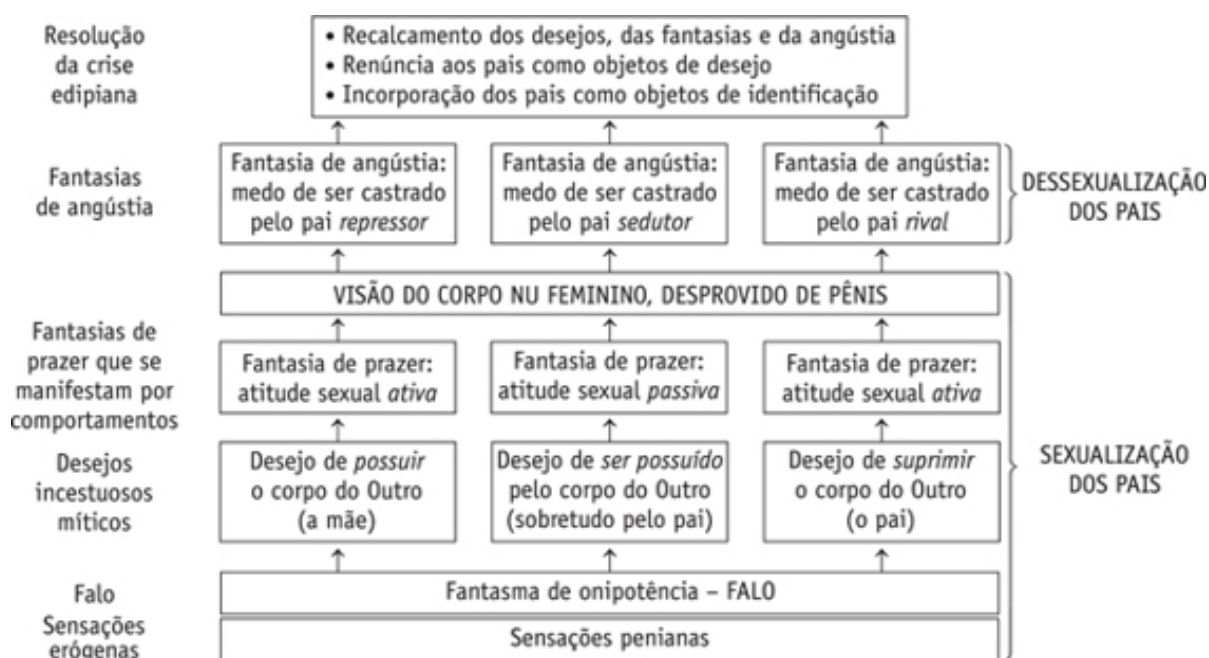 Resolução
da crise
edipiana
• Recalcamento dos desejos, das fantasias e da angústia
• Renúncia aos pais como objetos de desejo
• Incorporação dos pais como objetos de identificação
Fantasias
de angústia
Fantasia de angústia:
medo de ser castrado
pelo pai repressor
Fantasia de angústia:
medo de ser castrado
pelo pai sedutor
Fantasia de angústia:
medo de ser castrado
pelo pai rival
DESSEXUALIZAÇÃO
DOS PAIS
VISÃO DO CORPO NU FEMININO, DESPROVIDO DE PÊNIS
Fantasias de
prazer que se
manifestam por
comportamentos
Fantasia de prazer:
atitude sexual ativa
Fantasia de prazer:
atitude sexual passiva
Fantasia de prazer:
atitude sexual ativa
Desejos
incestuosos
míticos
Desejo de possuir
o corpo do Outro
(a mãe)
Desejo de ser possuído
pelo corpo do Outro
(sobretudo pelo pai)
Desejo de suprimir
o corpo do Outro
(o pai)
SEXUALIZAÇÃO
DOS PAIS
Falo
Fantasma de onipotência – FALO
Sensações
erógenas
Sensações penianas